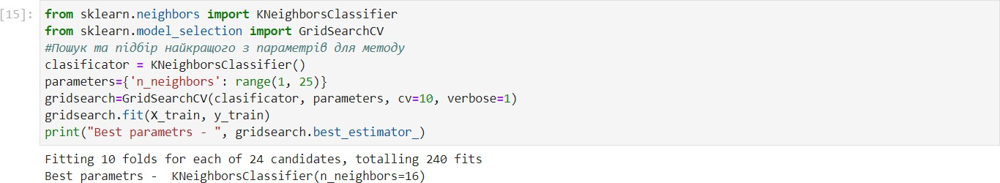 [15]: from sklearn.neighbors import KNeighborsClassifier
from sklearn.model_selection import GridSearchCV
#Пошук та підбір найкращого з параметрів для методу
clasificator = KNeighborsClassifier()
parameters={'n_neighbors': range(1, 25)}
gridsearch=GridSearchCV(clasificator, parameters, cv=10, verbose=1)
gridsearch.fit(X_train, y_train)
print("Best parametrs - ", gridsearch.best_estimator_)
Fitting 10 folds for each of 24 candidates, totalling 240 fits
Best parametrs -  KNeighborsClassifier(n_neighbors=16)